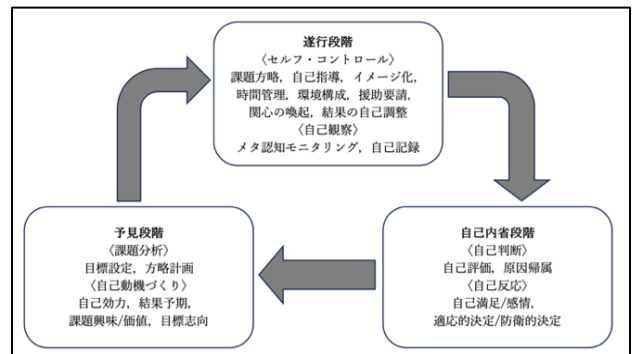 遂行段階
〈セルフ・コントロール〉
課題方略，自己指導，イメージ化，
時間管理，環境構成，援助要請，
関心の喚起，結果の自己調整
〈自己観察〉
メタ認知モニタリング，自己記録
予見段階
〈課題分析〉
目標設定，方略計画
〈自己動機づくり〉
自己効力，結果予期，
課題興味/価値，目標志向
自己内省段階
〈自己判断〉
自己評価，原因帰属
〈自己反応〉
自己満足/感情，
適応的決定/防衛的決定